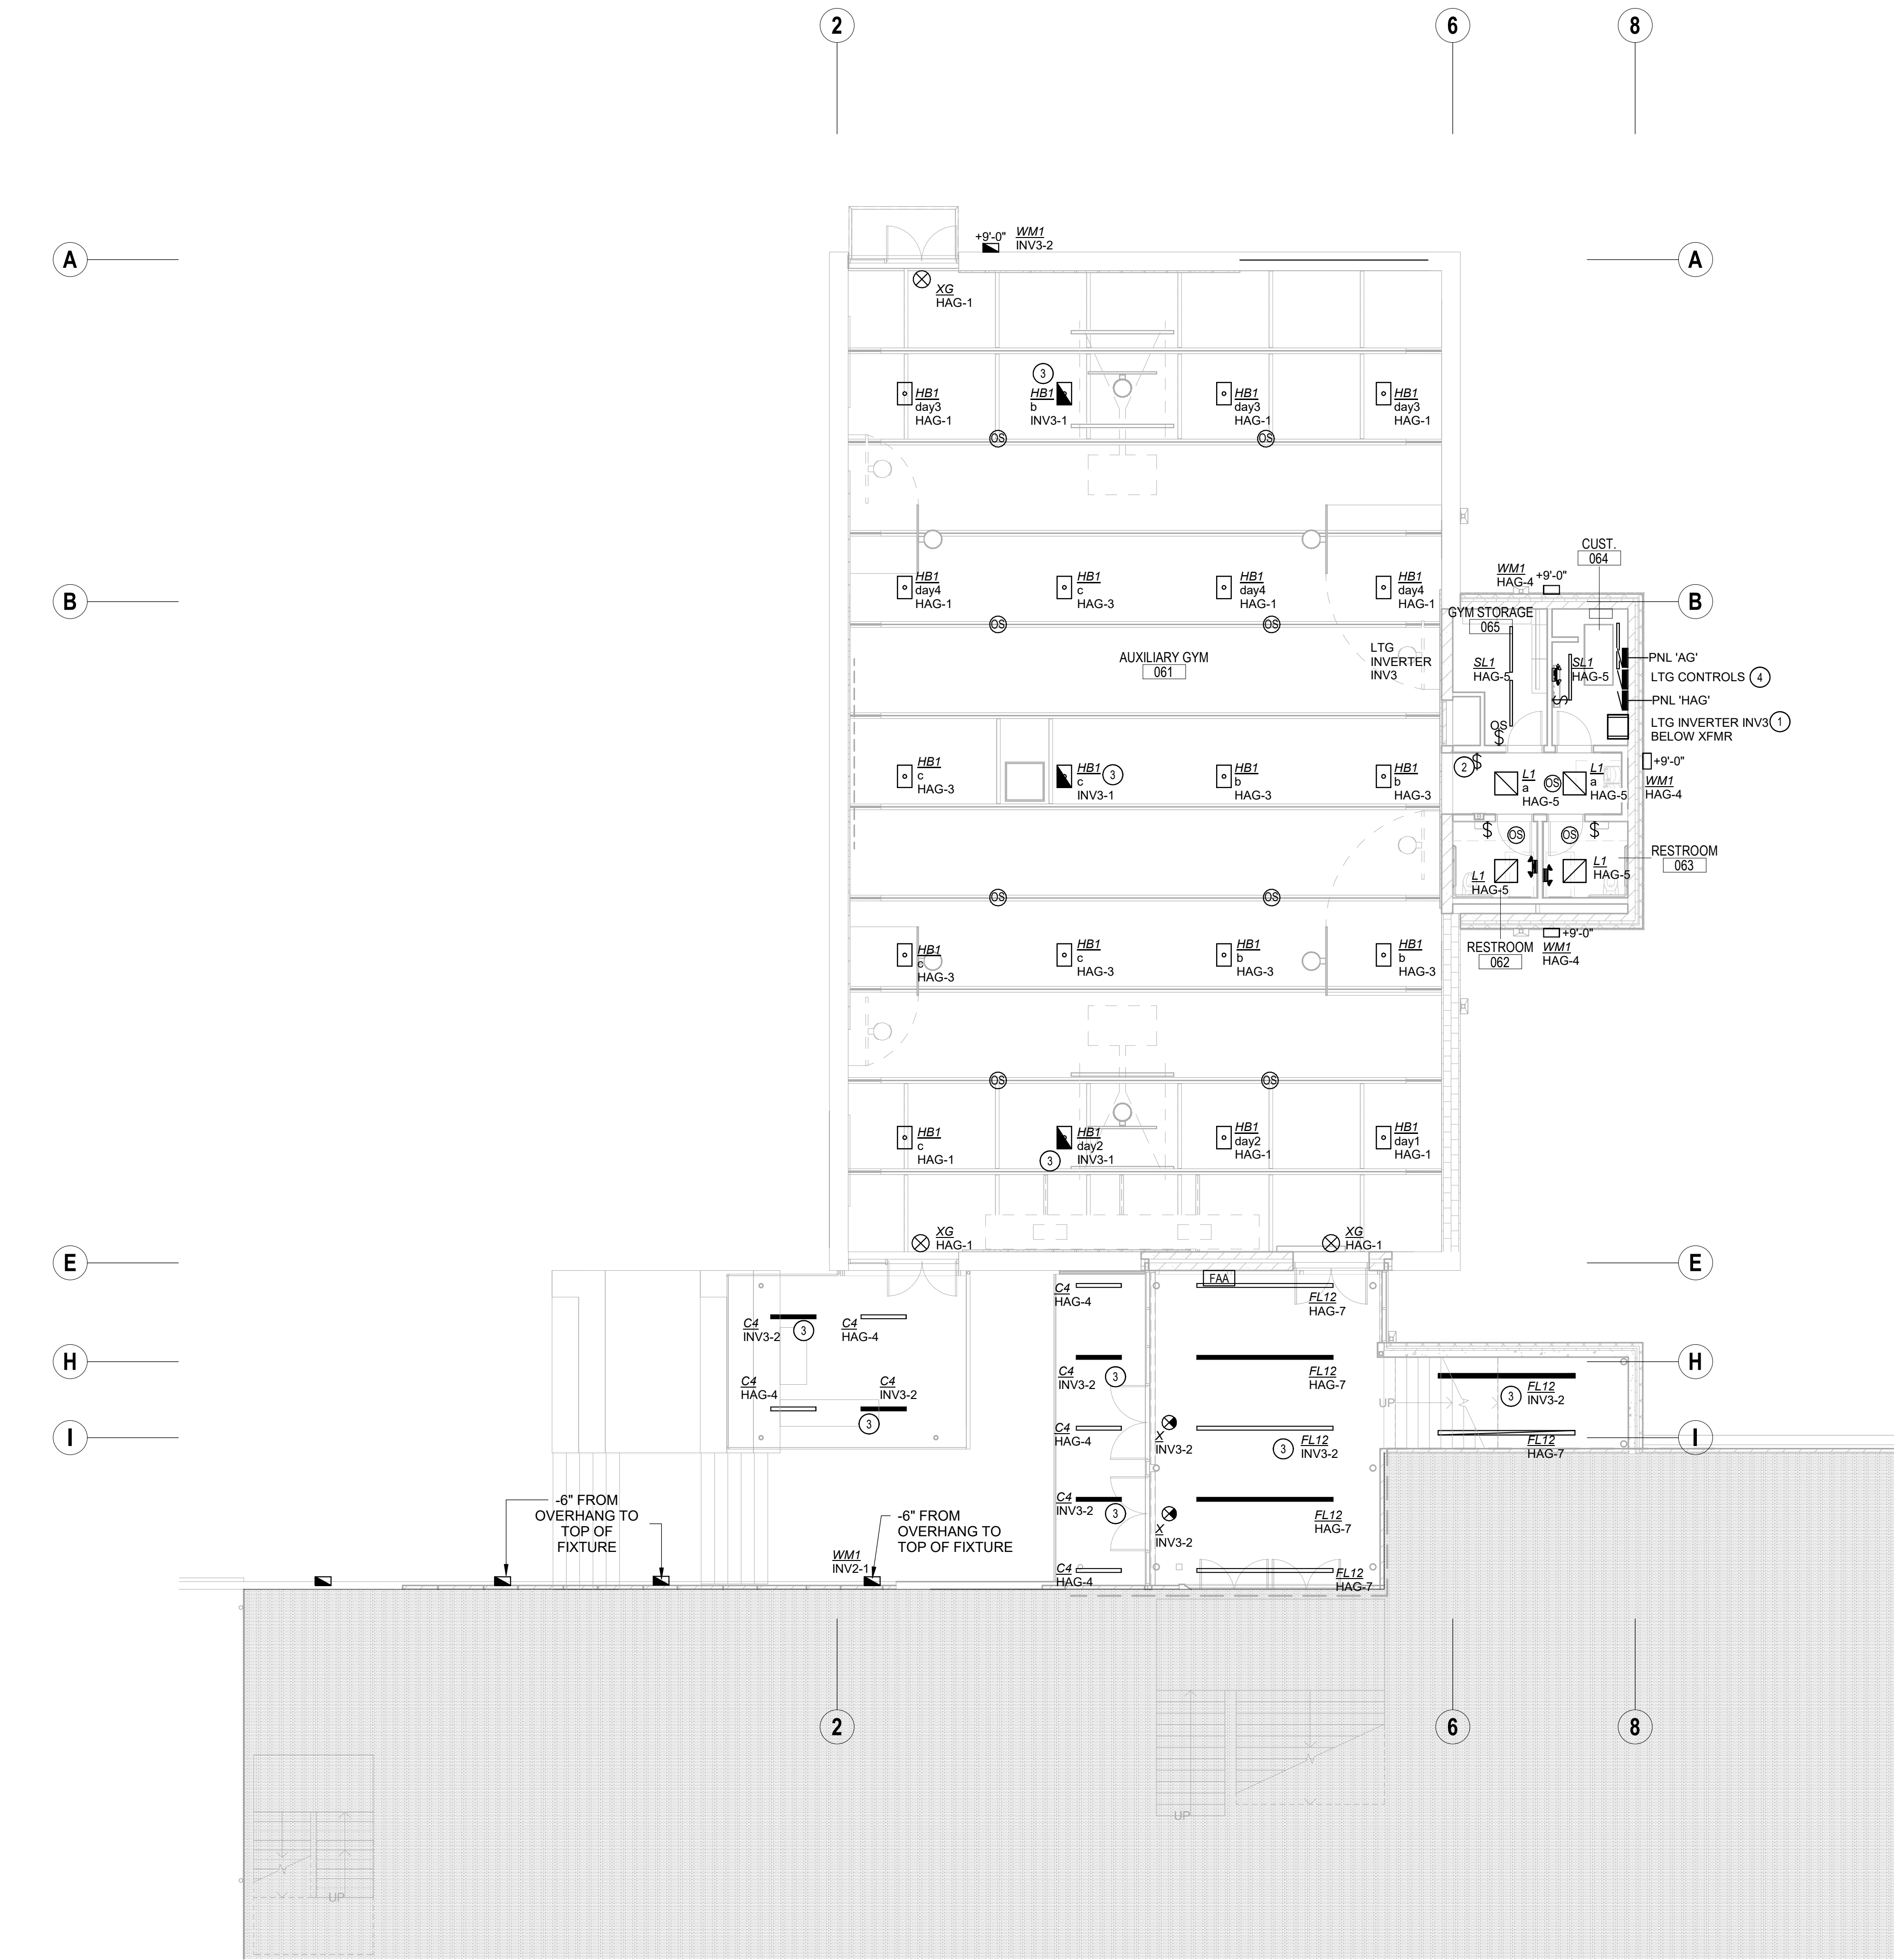 2
6
8
A
A
+9'-0"
WM1
INV3-2
XG
HAG-1
3
HB1
day3
HAG-1
HB1
b
INV3-1
HB1
day3
HAG-1
HB1
day3
HAG-1
OS
OS
CUST.
064
WM1
HAG-4
+9'-0"
B
B
HB1
day4
HAG-1
HB1
c
HAG-3
HB1
day4
HAG-1
HB1
day4
HAG-1
GYM STORAGE
065
OS
OS
AUXILIARY GYM
061
LTG
INVERTER
INV3
SL1
HAG-5
SL1
HAG-5
PNL 'AG'
LTG CONTROLS
4
PNL 'HAG'
LTG INVERTER INV3
BELOW XFMR
1
OS
$
$
$
2
HB1
c
HAG-3
HB1
c
INV3-1
3
HB1
b
HAG-3
HB1
b
HAG-3
L1
a
HAG-5
OS
L1
a
HAG-5
+9'-0"
WM1
HAG-4
$
OS
OS
$
L1
HAG-5
L1
HAG-5
RESTROOM
063
OS
OS
HB1
c
HAG-3
HB1
c
HAG-3
HB1
b
HAG-3
HB1
b
HAG-3
RESTROOM
062
+9'-0"
WM1
HAG-4
OS
OS
HB1
c
HAG-1
HB1
day2
INV3-1
3
HB1
day2
HAG-1
HB1
day1
HAG-1
XG
HAG-1
XG
HAG-1
E
E
FAA
C4
HAG-4
FL12
HAG-7
C4
INV3-2
3
C4
HAG-4
H
H
C4
HAG-4
C4
INV3-2
3
C4
INV3-2
3
FL12
HAG-7
UP
3
FL12
INV3-2
I
I
C4
HAG-4
X
INV3-2
3
FL12
INV3-2
FL12
HAG-7
-6" FROM
OVERHANG TO
TOP OF
FIXTURE
-6" FROM
OVERHANG TO
TOP OF FIXTURE
C4
INV3-2
3
X
INV3-2
FL12
HAG-7
WM1
INV2-1
C4
HAG-4
FL12
HAG-7
2
6
8
UP
UP